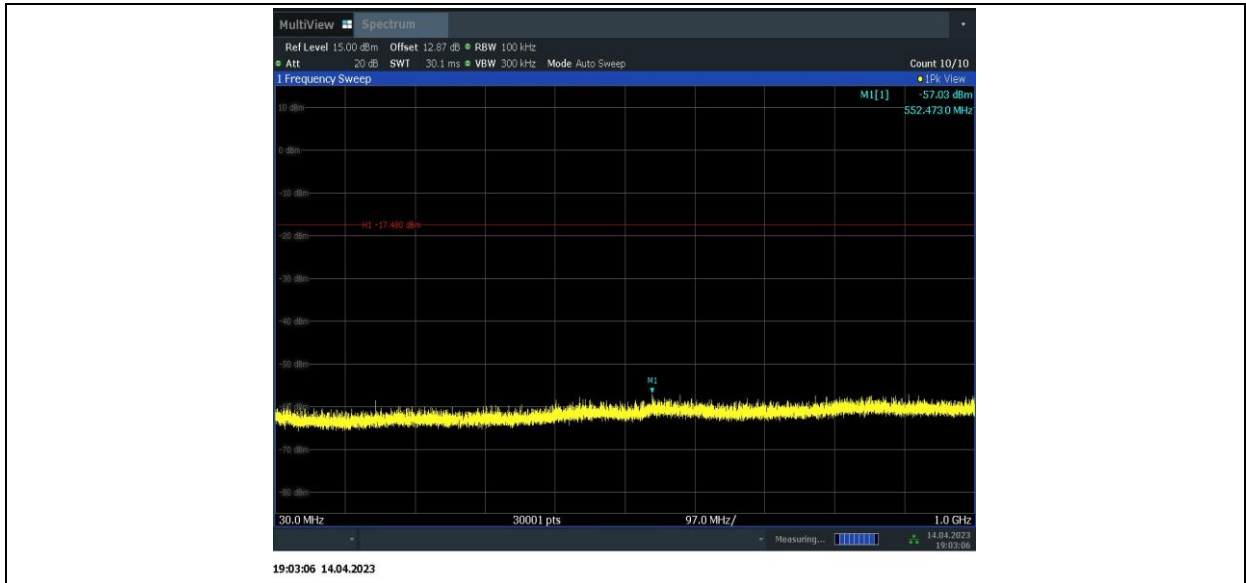 MultiView Spectrum
Ref Level 15.00 dBm Offset 12.87 dB RBW 100 kHz
Att 20 dB SWT 30.1 ms VBW 300 kHz Mode Auto Sweep Count 10/10
1 Frequency Sweep 1Pk View
M1[1] -57.03 dBm
552.4730 MHz
10 dBm
0 dBm
-10 dBm
H1 -17.480 dBm
-20 dBm
-30 dBm
-40 dBm
-50 dBm
M1
-70 dBm
-80 dBm
30.0 MHz 30001 pts 97.0 MHz/ 1.0 GHz
Measuring... 14.04.2023
19:03:06
19:03:06 14.04.2023